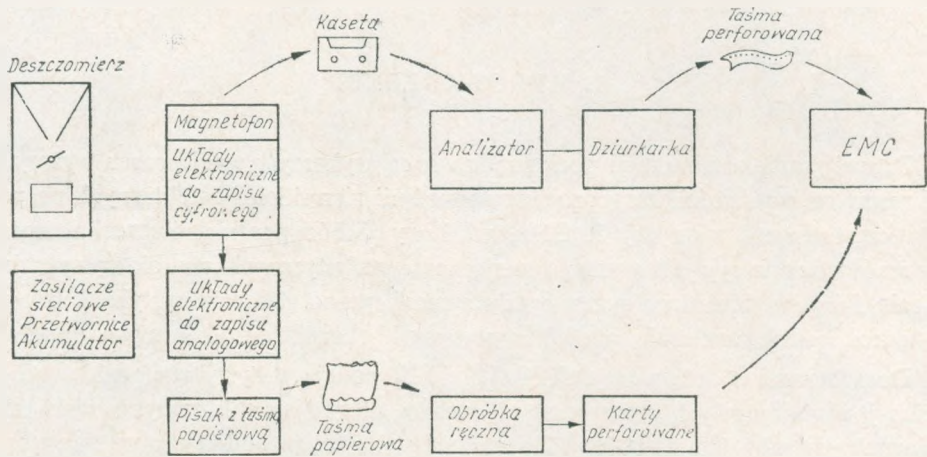 Kaseta
Taśma
perforowana
Deszczomierz
Magnetofon
Układy
elektroniczne
do zapisu
cyfrowego
Analizator
Dziurkarka
EMC
Zasilacze
sieciowe
Przetwornice
Akumulator
Układy
elektroniczne
do zapisu
analogowego
Pisak z taśmą
papierową
Taśma
papierowa
Obróbka
ręczna
Karty
perforowane